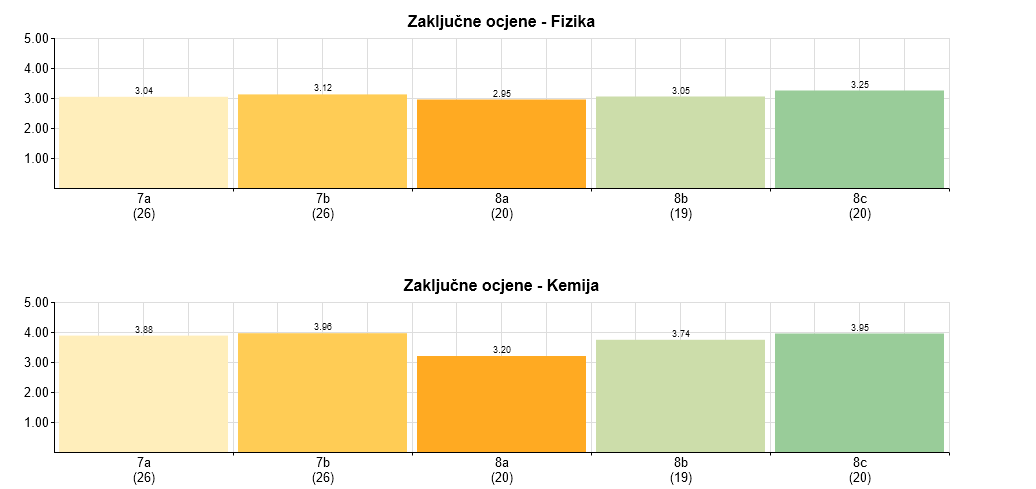 Zaključne ocjene - Fizika
5.00
4.00
3.00
2.00
1.00
3.04 3.12 2.95 3.05 3.25
7a 7b 8a 8b 8c
(26) (26) (20) (19) (20)
Zaključne ocjene - Kemija
5.00
4.00
3.00
2.00
1.00
3.88 3.96 3.20 3.74 3.95
7a 7b 8a 8b 8c
(26) (26) (20) (19) (20)